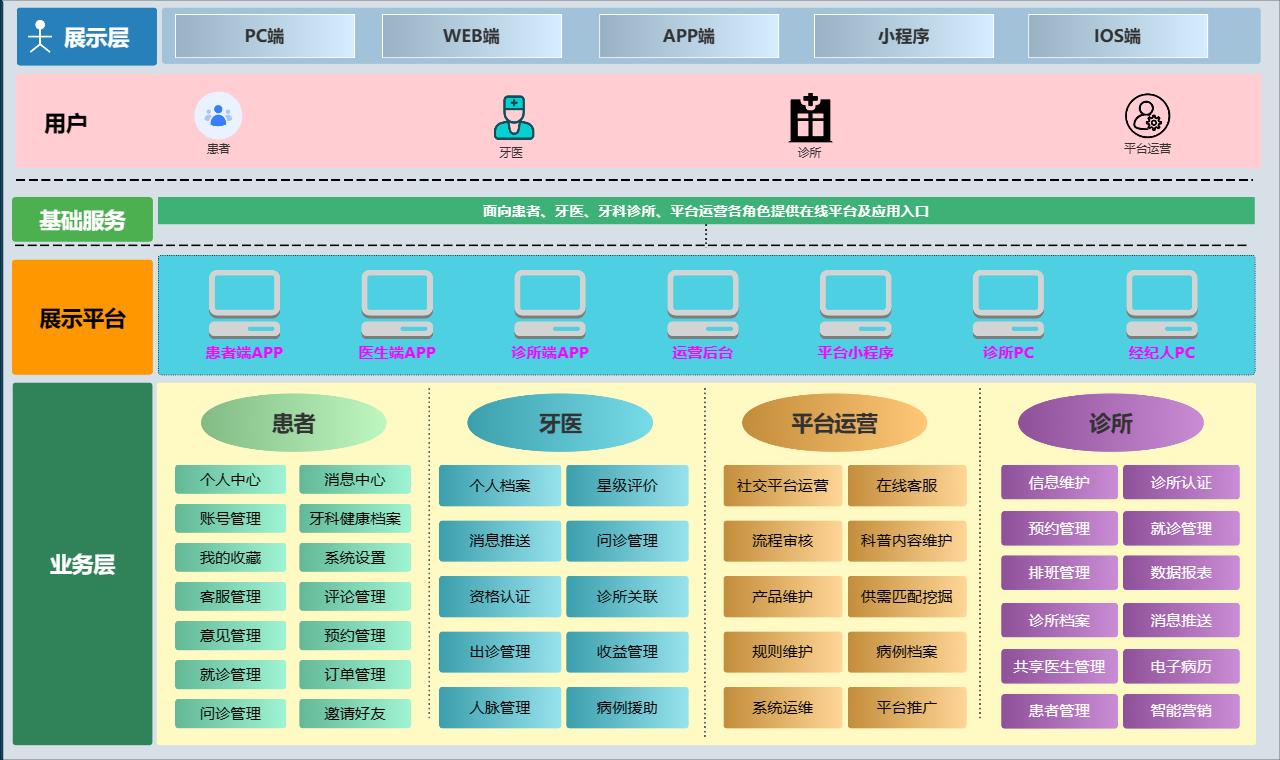 展示层
PC端
WEB端
APP端
小程序
IOS端
用户
患者
牙医
诊所
平台运营
基础服务
面向患者、牙医、牙科诊所、平台运营各角色提供在线平台及应用入口
展示平台
患者端APP
医生端APP
诊所端APP
运营后台
平台小程序
诊所PC
经纪人PC
业务层
患者
个人中心
消息中心
账号管理
牙科健康档案
我的收藏
系统设置
客服管理
评论管理
意见管理
预约管理
就诊管理
订单管理
问诊管理
邀请好友
牙医
个人档案
星级评价
消息推送
问诊管理
资格认证
诊所关联
出诊管理
收益管理
人脉管理
病例援助
平台运营
社交平台运营
在线客服
流程审核
科普内容维护
产品维护
供需匹配挖掘
规则维护
病例档案
系统运维
平台推广
诊所
信息维护
诊所认证
预约管理
就诊管理
排班管理
数据报表
诊所档案
消息推送
共享医生管理
电子病历
患者管理
智能营销